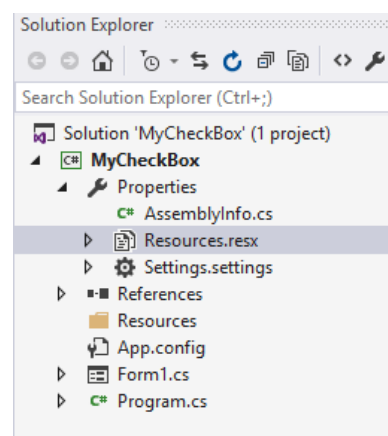 Solution Explorer
Search Solution Explorer (Ctrl+;)
Solution 'MyCheckBox' (1 project)
C# MyCheckBox
Properties
C# AssemblyInfo.cs
Resources.resx
Settings.settings
References
Resources
App.config
Form1.cs
C# Program.cs